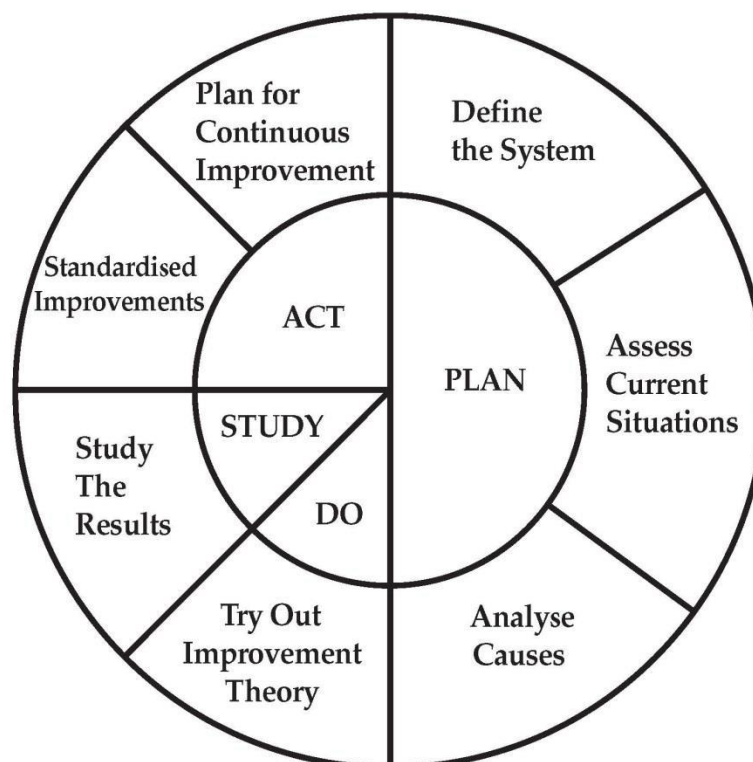 Plan for
Continuous
Improvement
Define
the System
Standardised
Improvements
ACT
PLAN
Assess
Current
Situations
STUDY
Study
The
Results
DO
Try Out
Improvement
Theory
Analyse
Causes